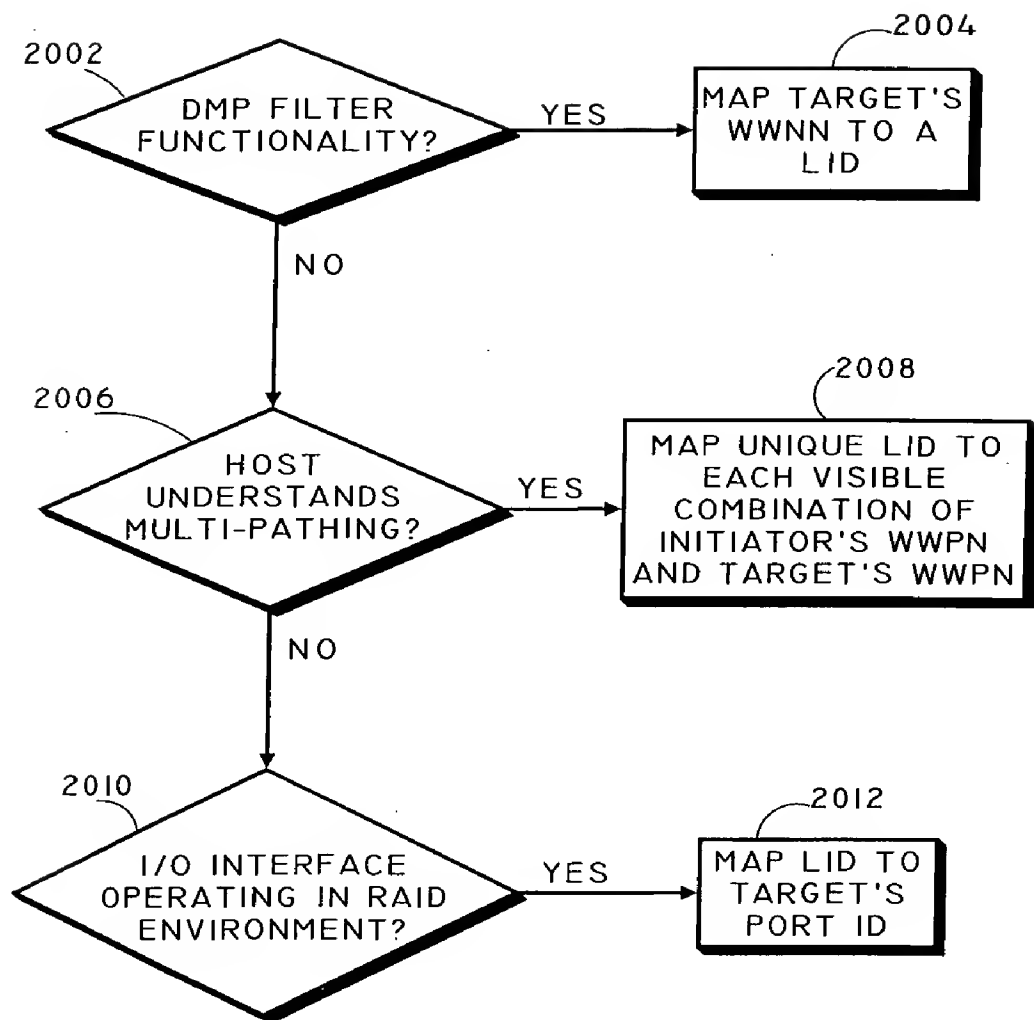 2002
DMP FILTER
FUNCTIONALITY?
YES
2004
MAP TARGET'S
WWNN TO A
LID
NO
2006
HOST
UNDERSTANDS
MULTI-PATHING?
YES
2008
MAP UNIQUE LID TO
EACH VISIBLE
COMBINATION OF
INITIATOR'S WWPN
AND TARGET'S WWPN
NO
2010
I/O INTERFACE
OPERATING IN RAID
ENVIRONMENT?
YES
2012
MAP LID TO
TARGET'S
PORT ID